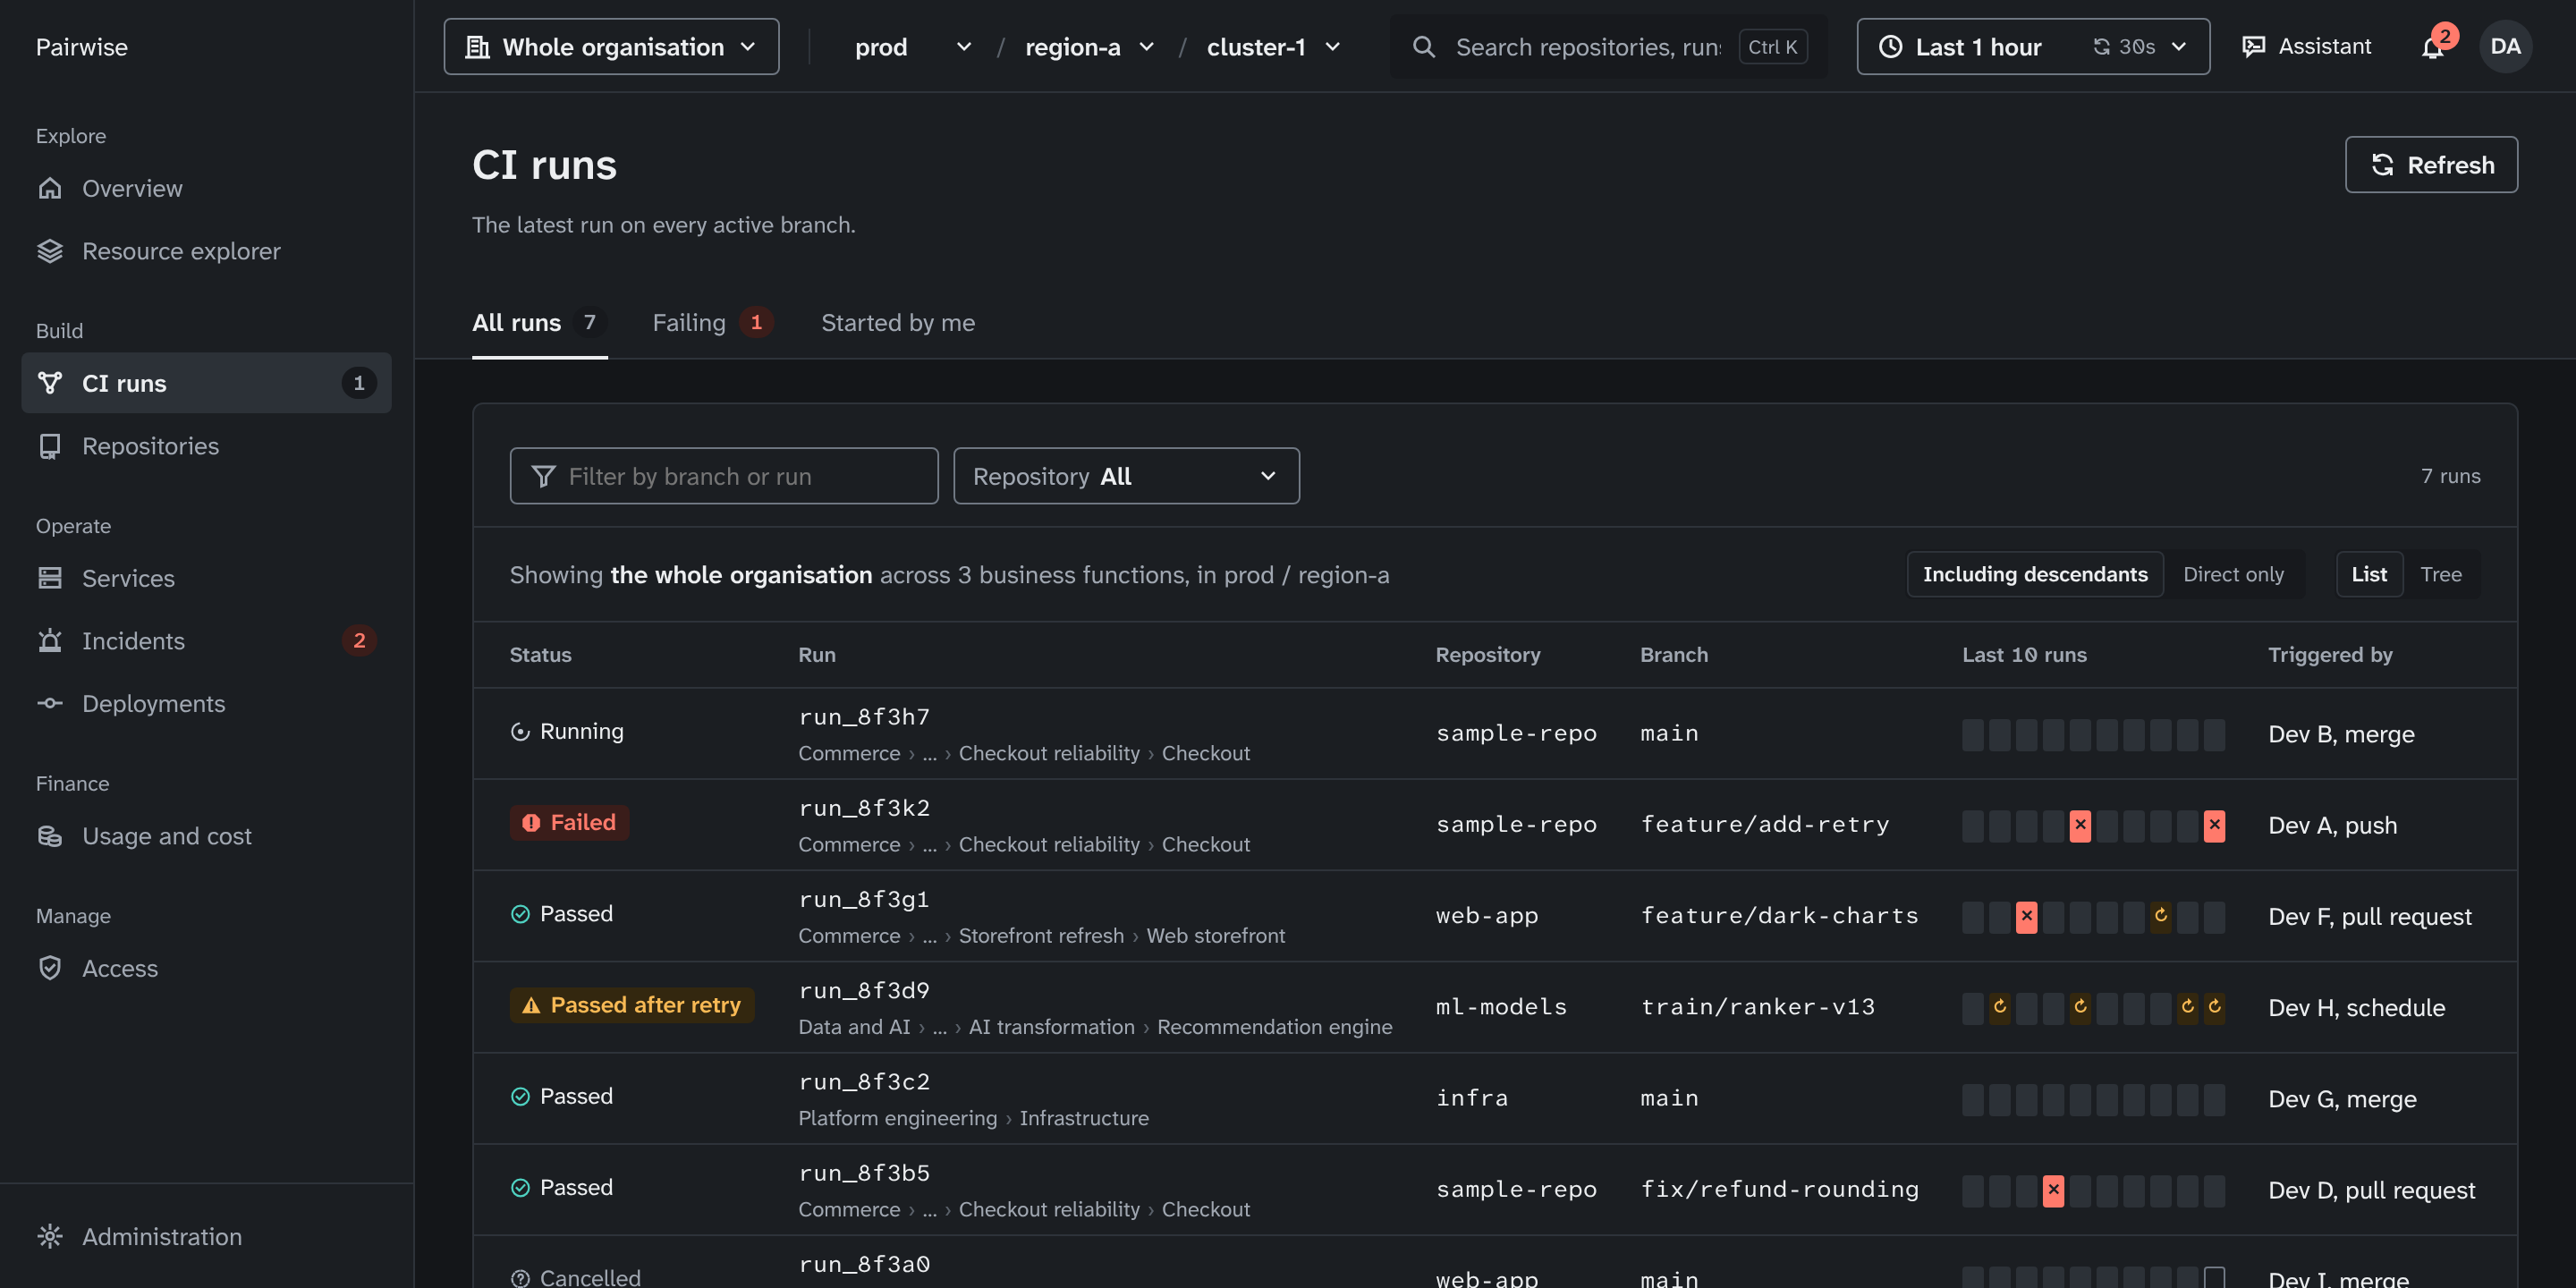 Pairwise
Whole organisation
prod / region-a / cluster-1
Search repositories, run
Ctrl K
Last 1 hour
30s
Assistant
2
DA
Explore
Overview
Resource explorer
Build
CI runs 1
Repositories
Operate
Services
Incidents 2
Deployments
Finance
Usage and cost
Manage
Access
Administration
CI runs
Refresh
The latest run on every active branch.
All runs 7
Failing 1
Started by me
Filter by branch or run
Repository All
7 runs
Showing the whole organisation across 3 business functions, in prod / region-a
Including descendants
Direct only
List
Tree
Status Run Repository Branch Last 10 runs Triggered by
Running run_8f3h7 sample-repo main Dev B, merge
Commerce › ... › Checkout reliability › Checkout
Failed run_8f3k2 sample-repo feature/add-retry Dev A, push
Commerce › ... › Checkout reliability › Checkout
Passed run_8f3g1 web-app feature/dark-charts Dev F, pull request
Commerce › ... › Storefront refresh › Web storefront
Passed after retry run_8f3d9 ml-models train/ranker-v13 Dev H, schedule
Data and AI › ... › AI transformation › Recommendation engine
Passed run_8f3c2 infra main Dev G, merge
Platform engineering › Infrastructure
Passed run_8f3b5 sample-repo fix/refund-rounding Dev D, pull request
Commerce › ... › Checkout reliability › Checkout
Cancelled run_8f3a0 web-app main Dev I, merge